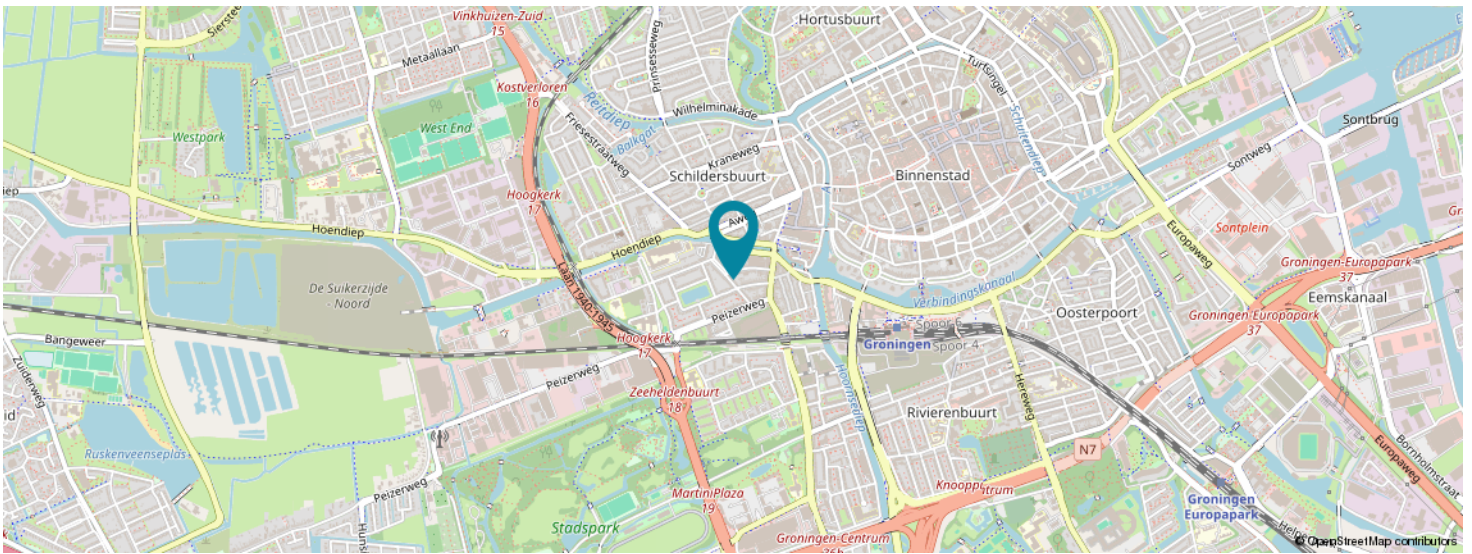 Vinkhuizen-Zuid
15
Hortusbuurt
Metaallaan
Prinsesseweg
Turfsingel
Kostverloren
16
Reitdiep
Wilhelminakade
Schuitendiep
Sontbrug
Westpark
West End
Friesestraatweg
Balkgat
Kraneweg
Sontweg
Schildersbuurt
Binnenstad
Hoogkerk
17
A
Hoendiep
Hoendiep
Sontplein
Europaweg
Groningen-Europapark
37
De Suikerzijde
- Noord
Laan 1940-1945
Verbindingskanaal
Eemskanaal
Peizerweg
Oosterpoort
Groningen Europapark
37
Bangeweer
Hoogkerk
17
Groningen
Spoor 4
Zuiderweg
Peizerweg
Hoornsediep
Hereweg
Zeeheldenbuurt
18
Rivierenbuurt
Ruskenveenseplas
N7
Europaweg
Bornholmstraat
Peizerweg
MartiniPlaza
19
Groningen
Europapark
Stadspark
Groningen-Centrum
36b
© OpenStreetMap contributors